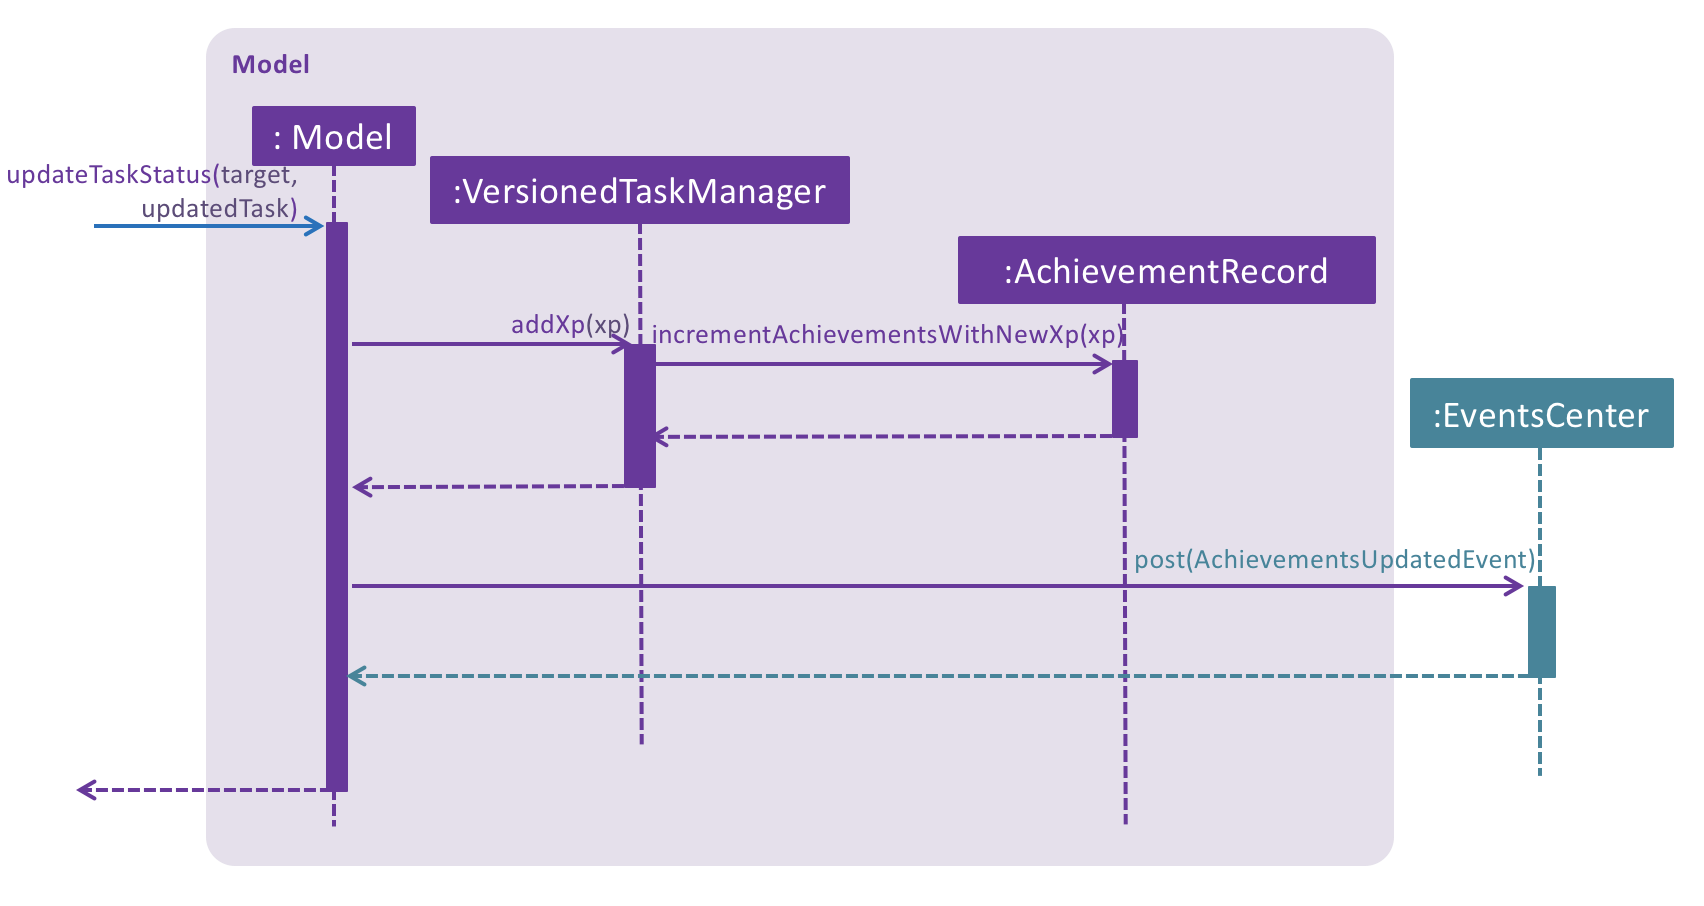 Model
: Model
updateTaskStatus(target,
updatedTask)
:VersionedTaskManager
:AchievementRecord
addXp(xp)
incrementAchievementsWithNewXp(xp)
:EventsCenter
post(AchievementsUpdatedEvent)